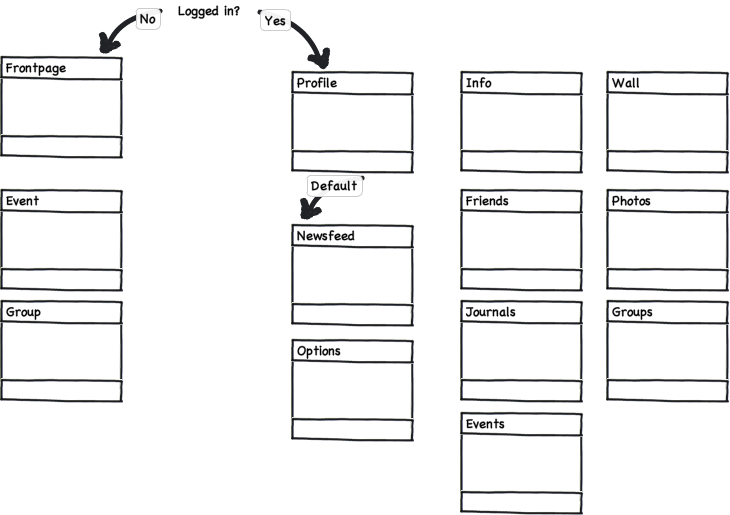 Logged in?
No
Yes
Frontpage
Profile
Info
Wall
Default
Event
Friends
Photos
Newsfeed
Group
Journals
Groups
Options
Events